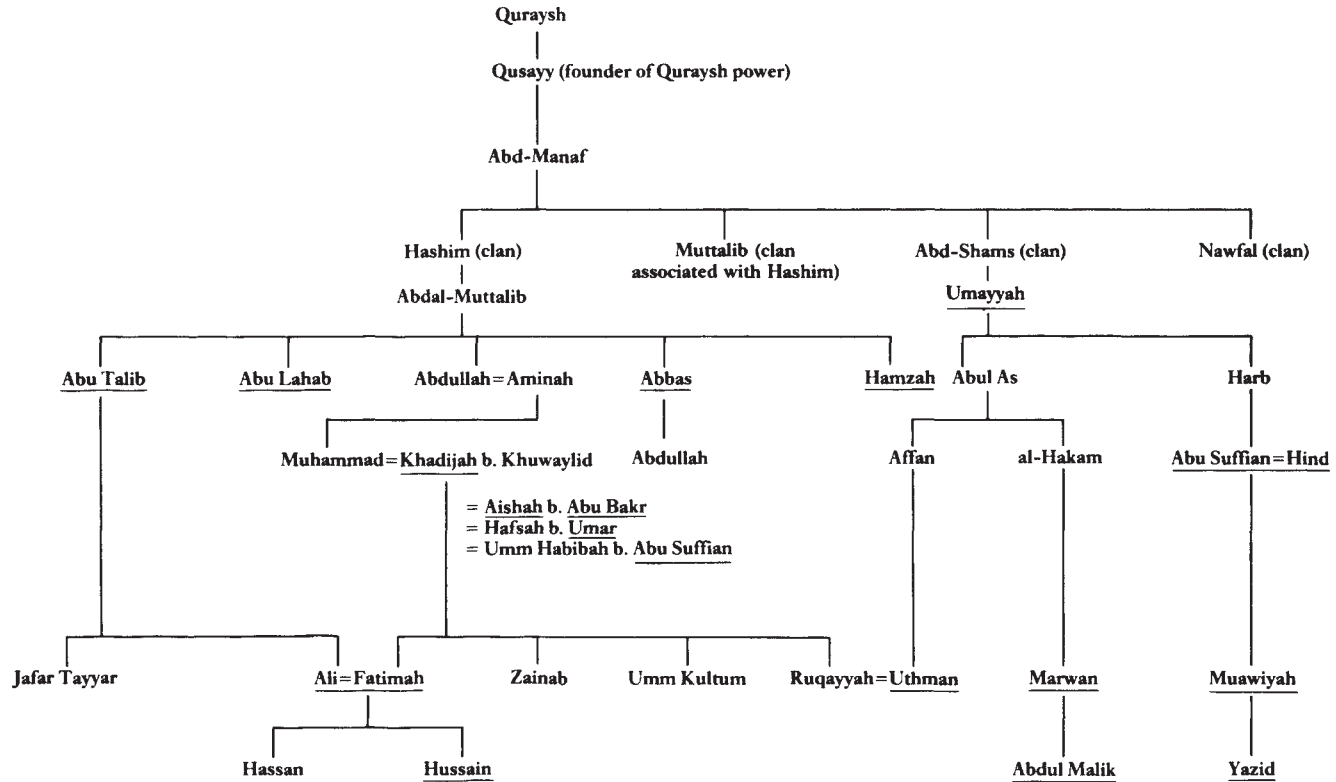 Quraysh
Qusayy (founder of Quraysh power)
Abd-Manaf
Hashim (clan)
Muttalib (clan
associated with Hashim)
Abd-Shams (clan)
Nawfal (clan)
Abdal-Muttalib
Umayyah
Abu Talib
Abu Lahab
Abdullah=Aminah
Abbas
Hamzah
Abul As
Harb
Muhammad=Khadijah b. Khuwaylid
Abdullah
Affan
al-Hakam
Abu Suffian=Hind
= Aishah b. Abu Bakr
= Hafsah b. Umar
= Umm Habibah b. Abu Suffian
Jafar Tayyar
Ali=Fatimah
Zainab
Umm Kultum
Ruqayyah=Uthman
Marwan
Muawiyah
Hassan
Hussain
Abdul Malik
Yazid